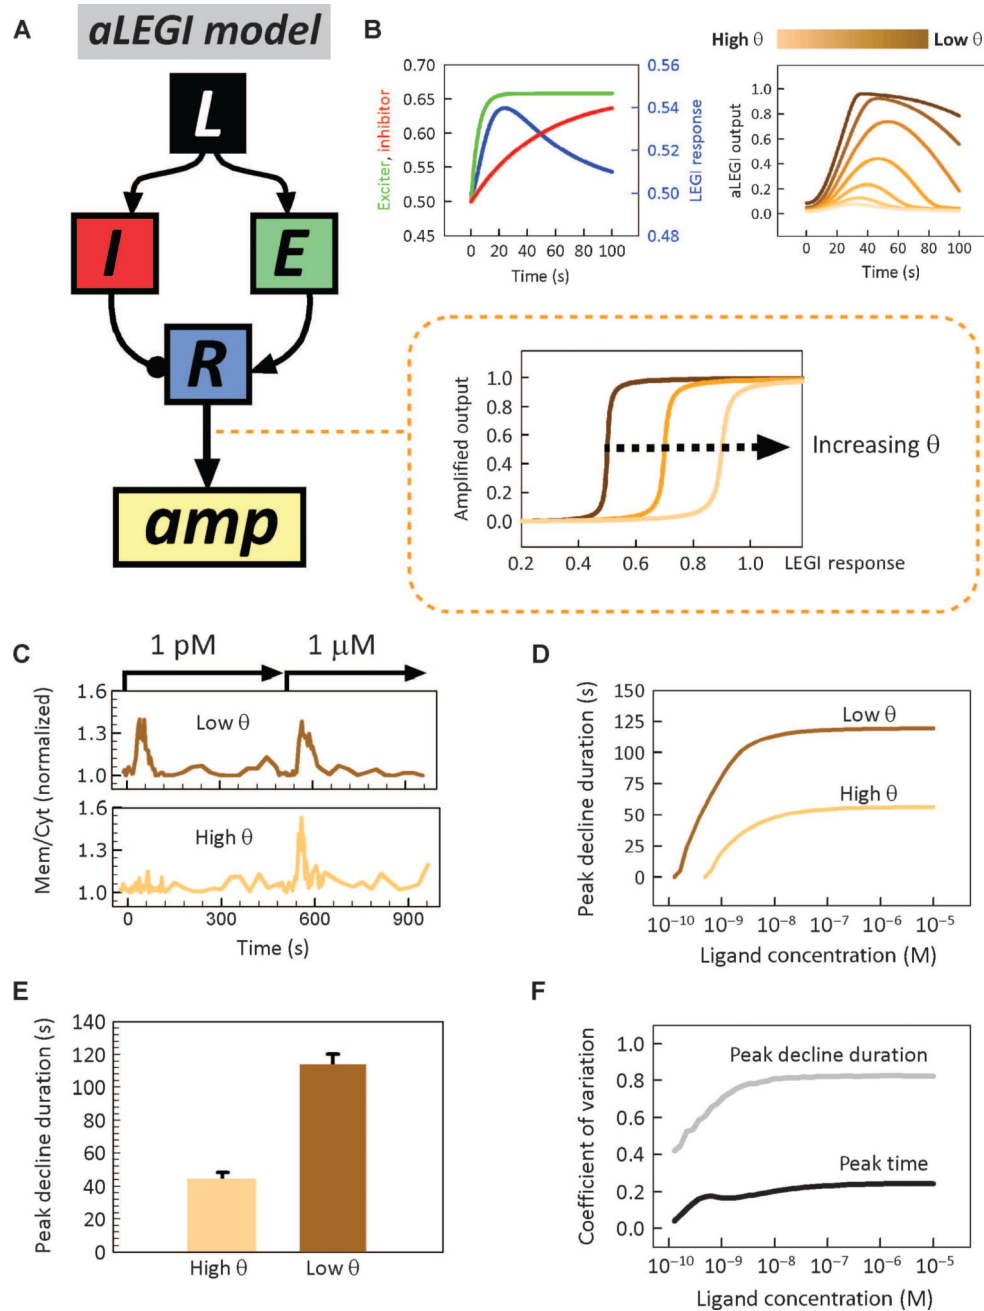 A
aLEGI model
L
I
E
R
amp
B
High θ
Low θ
0.70
0.65
0.60
0.55
0.50
0.45
Exciter, inhibitor
0.56
0.54
0.52
0.50
0.48
LEGI response
0 20 40 60 80 100
Time (s)
1.0
0.8
0.6
0.4
0.2
0.0
aLEGI output
0 20 40 60 80 100
Time (s)
1.0
0.8
0.6
0.4
0.2
0.0
Amplified output
Increasing θ
0.2 0.4 0.6 0.8 1.0 LEGI response
C
1 pM
1 μM
1.6
1.3
1.0
Low θ
1.6
1.3
1.0
High θ
Mem/Cyt (normalized)
0 300 600 900
Time (s)
D
150
125
100
75
50
25
0
Peak decline duration (s)
Low θ
High θ
10⁻¹⁰ 10⁻⁹ 10⁻⁸ 10⁻⁷ 10⁻⁶ 10⁻⁵
Ligand concentration (M)
E
140
120
100
80
60
40
20
0
Peak decline duration (s)
High θ Low θ
F
1.0
0.8
0.6
0.4
0.2
0.0
Coefficient of variation
Peak decline duration
Peak time
10⁻¹⁰ 10⁻⁹ 10⁻⁸ 10⁻⁷ 10⁻⁶ 10⁻⁵
Ligand concentration (M)